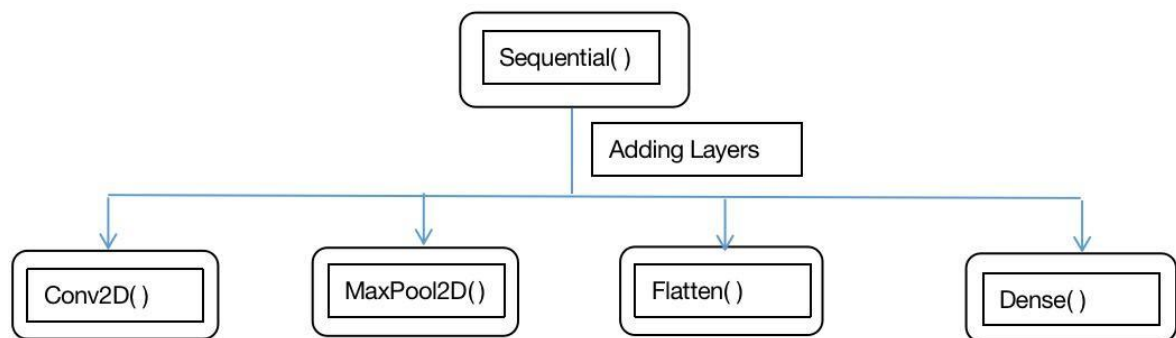 Sequential( )
Adding Layers
Conv2D( )
MaxPool2D( )
Flatten( )
Dense( )